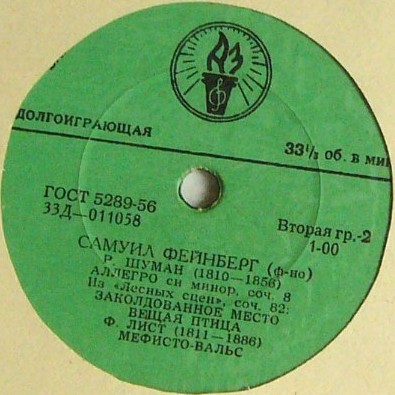 АЗ
ДОЛГОИГРАЮЩАЯ
33⅓ об. в мин
ГОСТ 5289-56
33Д—011058
Вторая гр.-2
1-00
САМУИЛ ФЕЙНБЕРГ (ф-но)
Р. ШУМАН (1810—1856)
АЛЛЕГРО си минор, соч. 8
Из «Лесных сцен», соч. 82:
ЗАКОЛДОВАННОЕ МЕСТО
ВЕЩАЯ ПТИЦА
Ф. ЛИСТ (1811—1886)
МЕФИСТО-ВАЛЬС